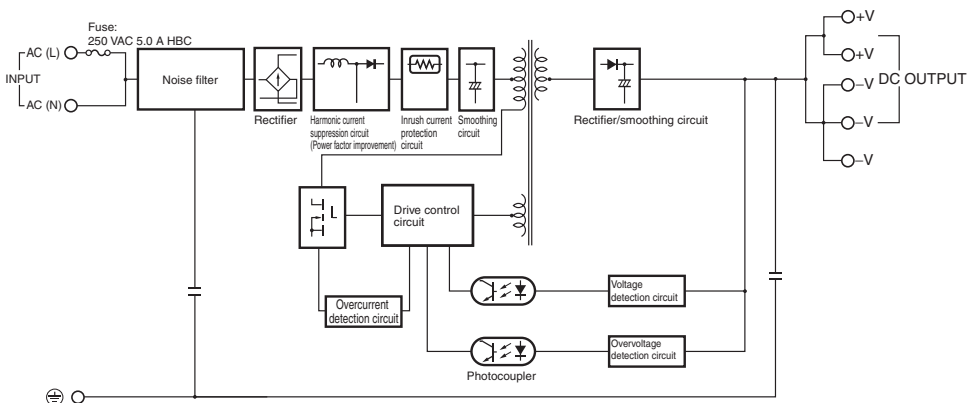 Fuse:
250 VAC 5.0 A HBC
AC (L)
INPUT
AC (N)
Noise filter
Rectifier
Harmonic current
suppression circuit
(Power factor improvement)
Inrush current
protection
circuit
Smoothing
circuit
Rectifier/smoothing circuit
+V
+V
–V
–V
–V
DC OUTPUT
Drive control
circuit
Overcurrent
detection circuit
Voltage
detection circuit
Overvoltage
detection circuit
Photocoupler